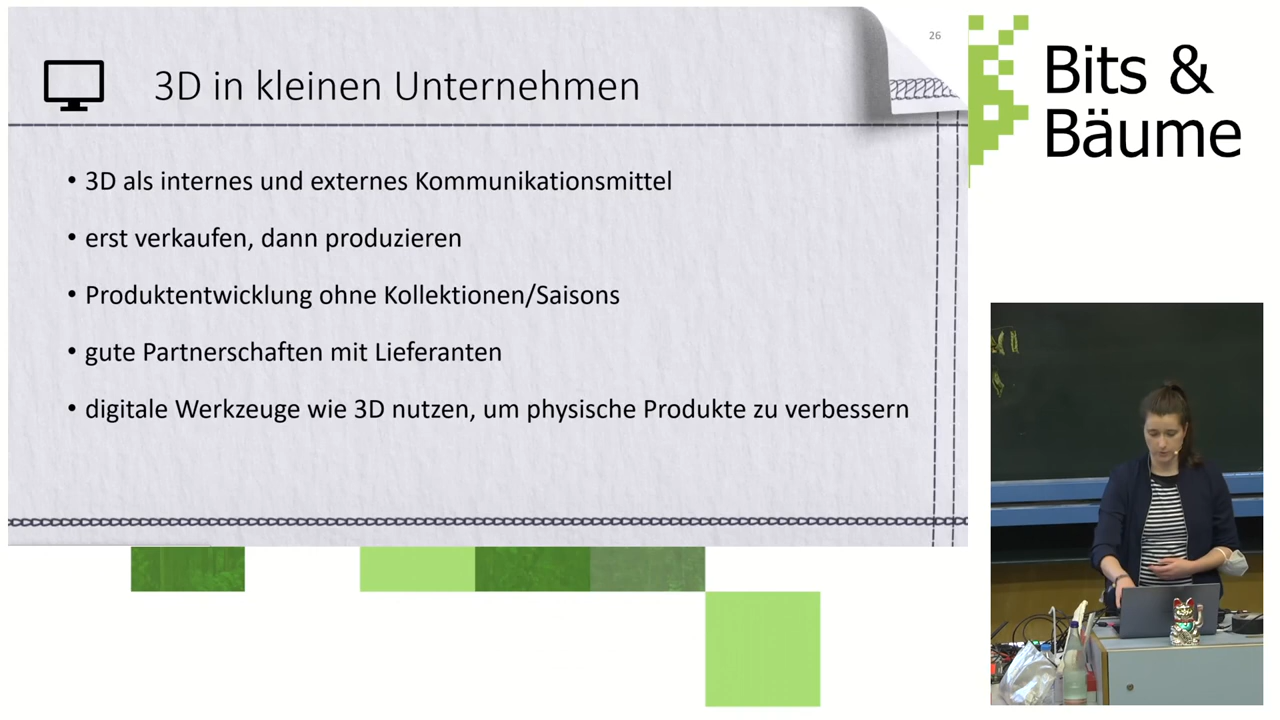 26
3D in kleinen Unternehmen
• 3D als internes und externes Kommunikationsmittel
• erst verkaufen, dann produzieren
• Produktentwicklung ohne Kollektionen/Saisons
• gute Partnerschaften mit Lieferanten
• digitale Werkzeuge wie 3D nutzen, um physische Produkte zu verbessern
Bits &
Bäume